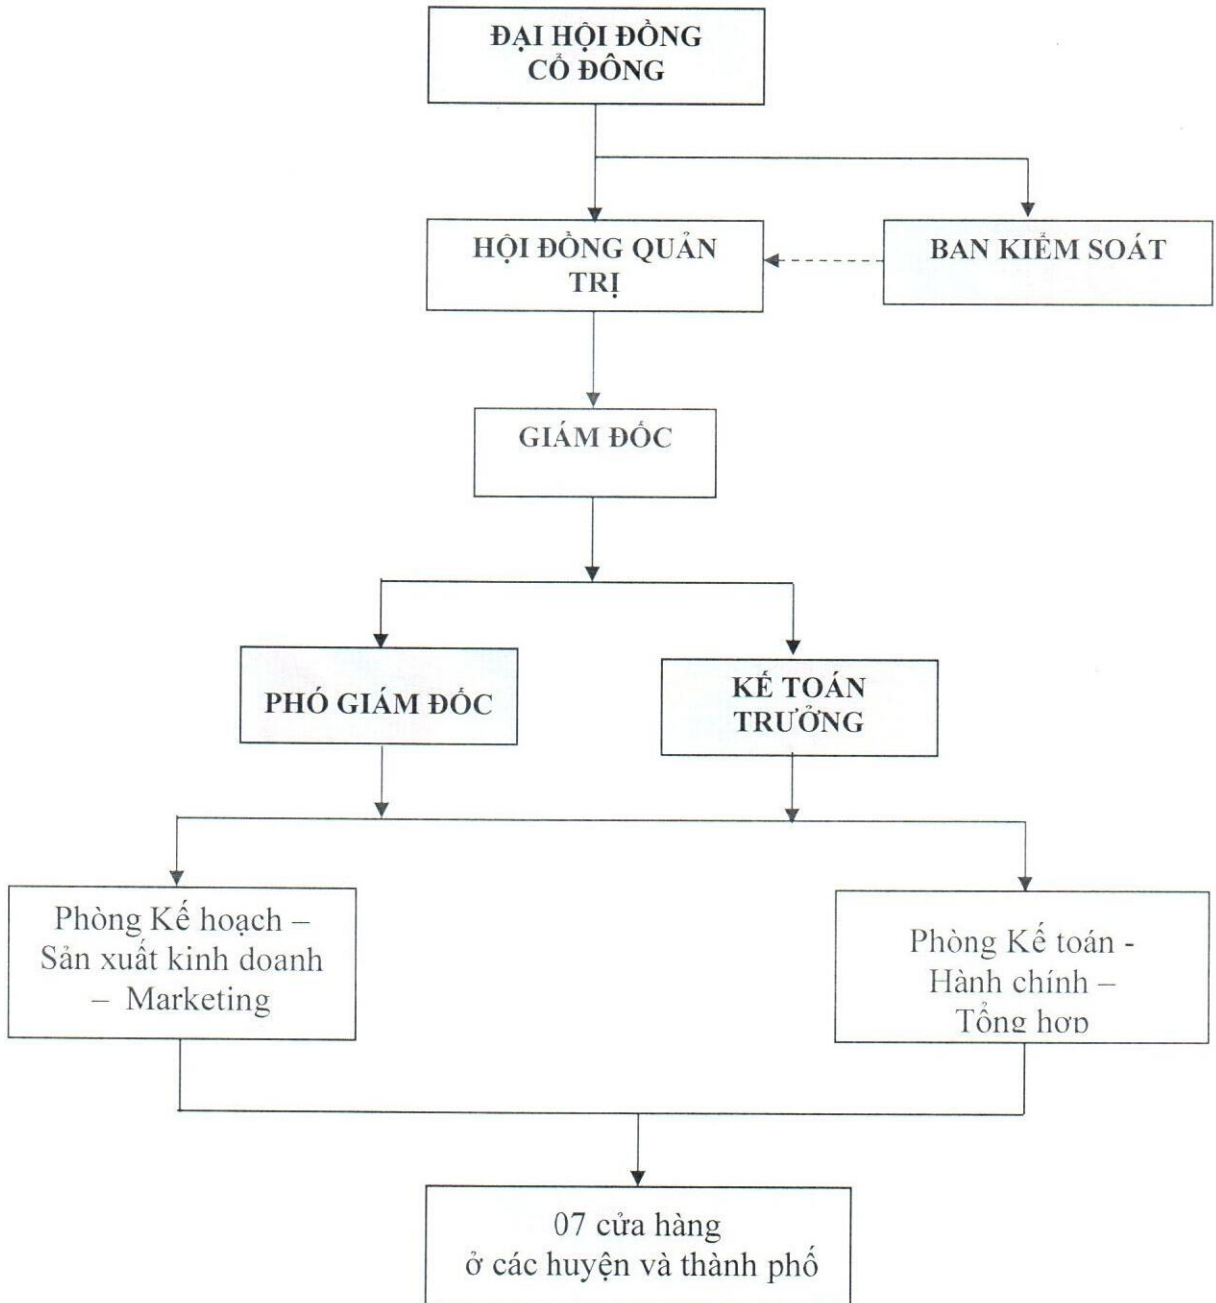 ĐẠI HỘI ĐỒNG
CỔ ĐÔNG
HỘI ĐỒNG QUẢN
TRỊ
BAN KIỂM SOÁT
GIÁM ĐỐC
PHÓ GIÁM ĐỐC
KẾ TOÁN
TRƯỞNG
Phòng Kế hoạch –
Sản xuất kinh doanh
– Marketing
Phòng Kế toán -
Hành chính –
Tổng hợp
07 cửa hàng
ở các huyện và thành phố